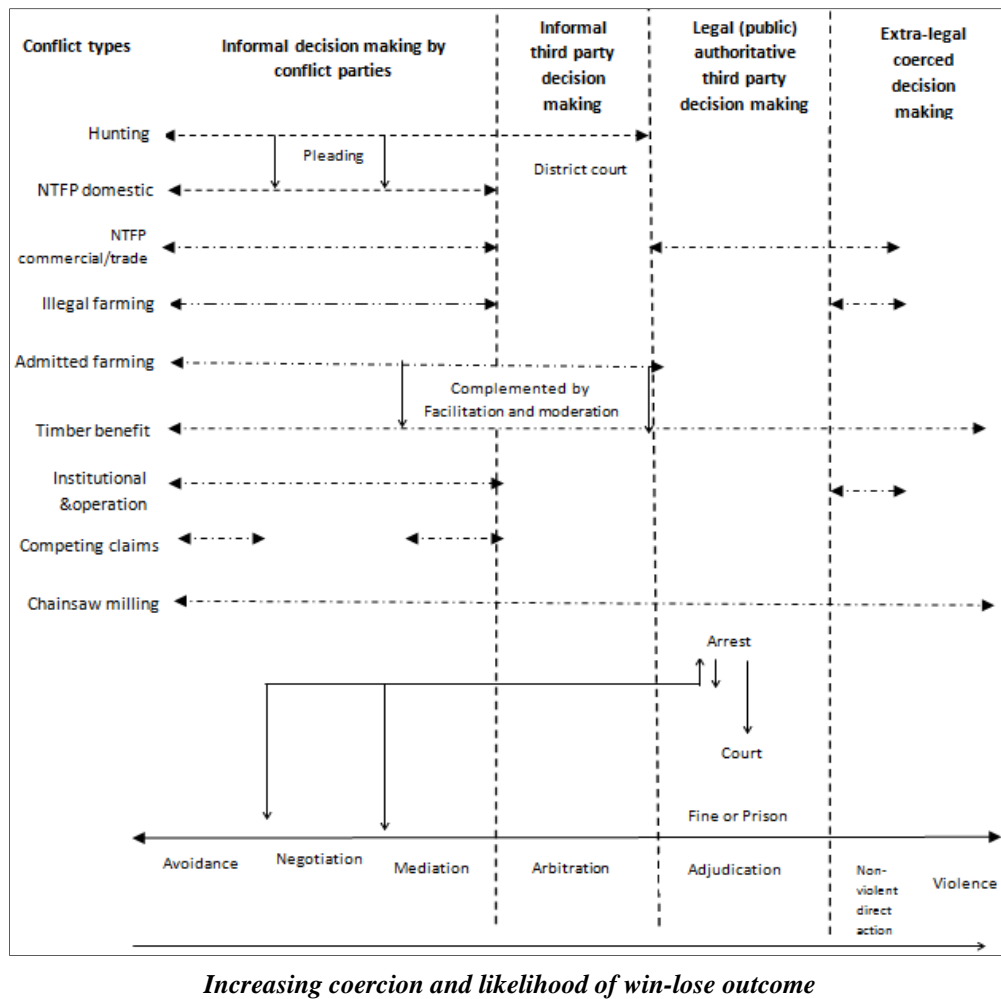 Conflict types
Informal decision making by
conflict parties
Informal
third party
decision
making
Legal (public)
authoritative
third party
decision making
Extra-legal
coerced
decision
making
Hunting
Pleading
District court
NTFP domestic
NTFP
commercial/trade
Illegal farming
Admitted farming
Complemented by
Facilitation and moderation
Timber benefit
Institutional
&operation
Competing claims
Chainsaw milling
Arrest
Court
Fine or Prison
Avoidance
Negotiation
Mediation
Arbitration
Adjudication
Non-
violent
direct
action
Violence
Increasing coercion and likelihood of win-lose outcome